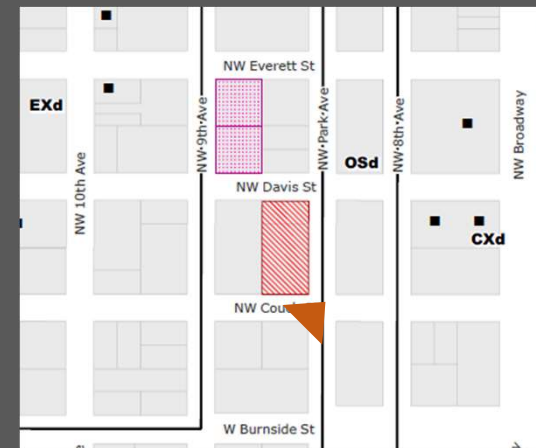 NW Everett St
EXd
NW 10th Ave
NW 9th Ave
NW Park Ave
OSd
NW 8th Ave
NW Broadway
NW Davis St
CXd
W Burnside St